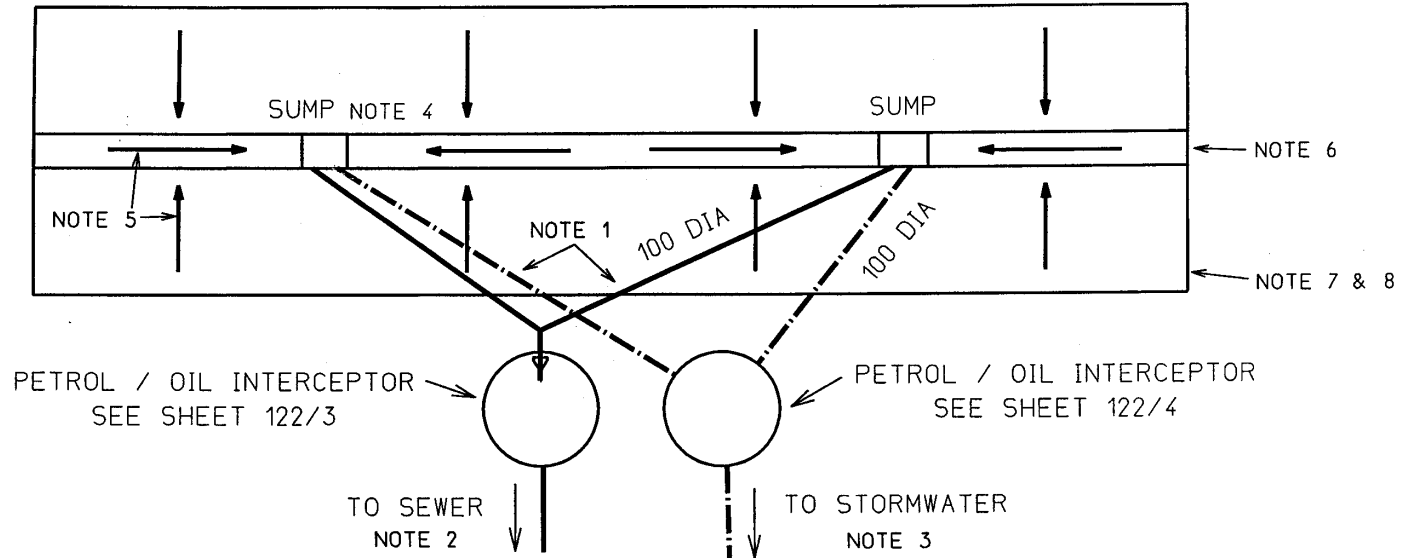 SUMP NOTE 4
SUMP
NOTE 6
NOTE 5
NOTE 1
100 DIA
100 DIA
NOTE 7 & 8
PETROL / OIL INTERCEPTOR
SEE SHEET 122/3
PETROL / OIL INTERCEPTOR
SEE SHEET 122/4
TO SEWER
NOTE 2
TO STORMWATER
NOTE 3